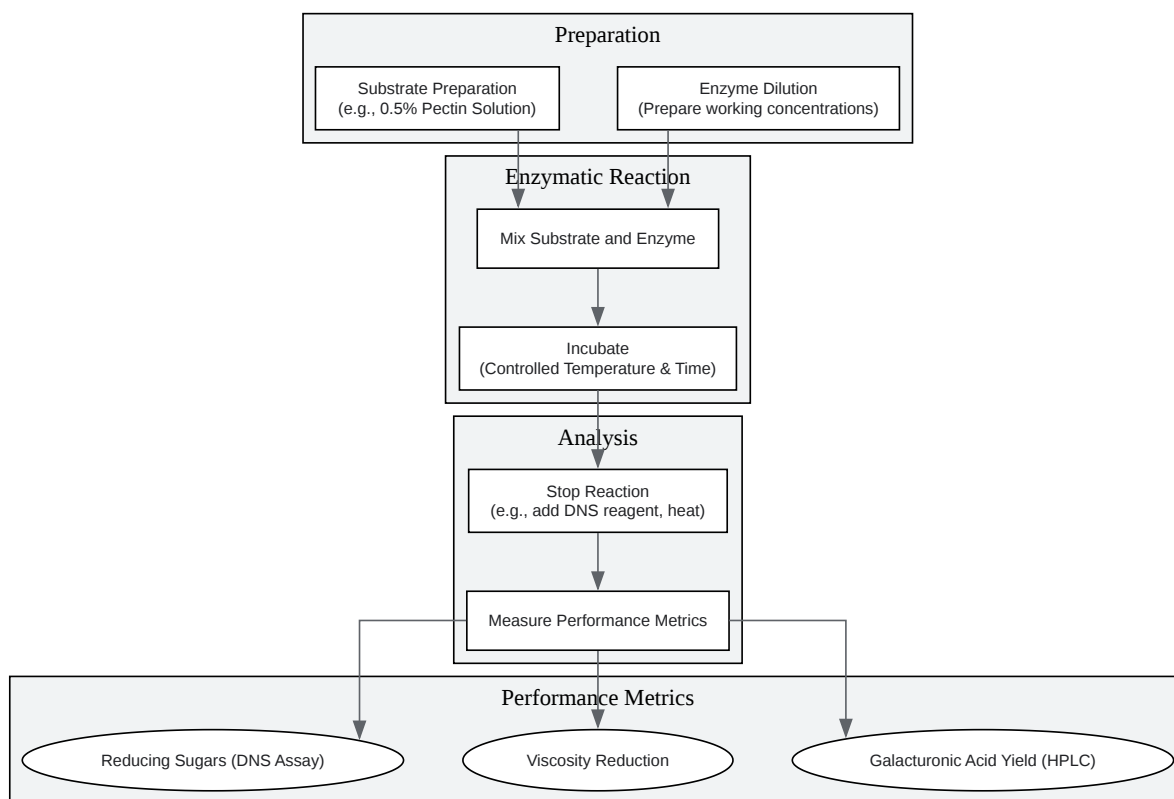 Preparation
Substrate Preparation
(e.g., 0.5% Pectin Solution)
Enzyme Dilution
(Prepare working concentrations)
Enzymatic Reaction
Mix Substrate and Enzyme
Incubate
(Controlled Temperature & Time)
Analysis
Stop Reaction
(e.g., add DNS reagent, heat)
Measure Performance Metrics
Performance Metrics
Reducing Sugars (DNS Assay)
Viscosity Reduction
Galacturonic Acid Yield (HPLC)